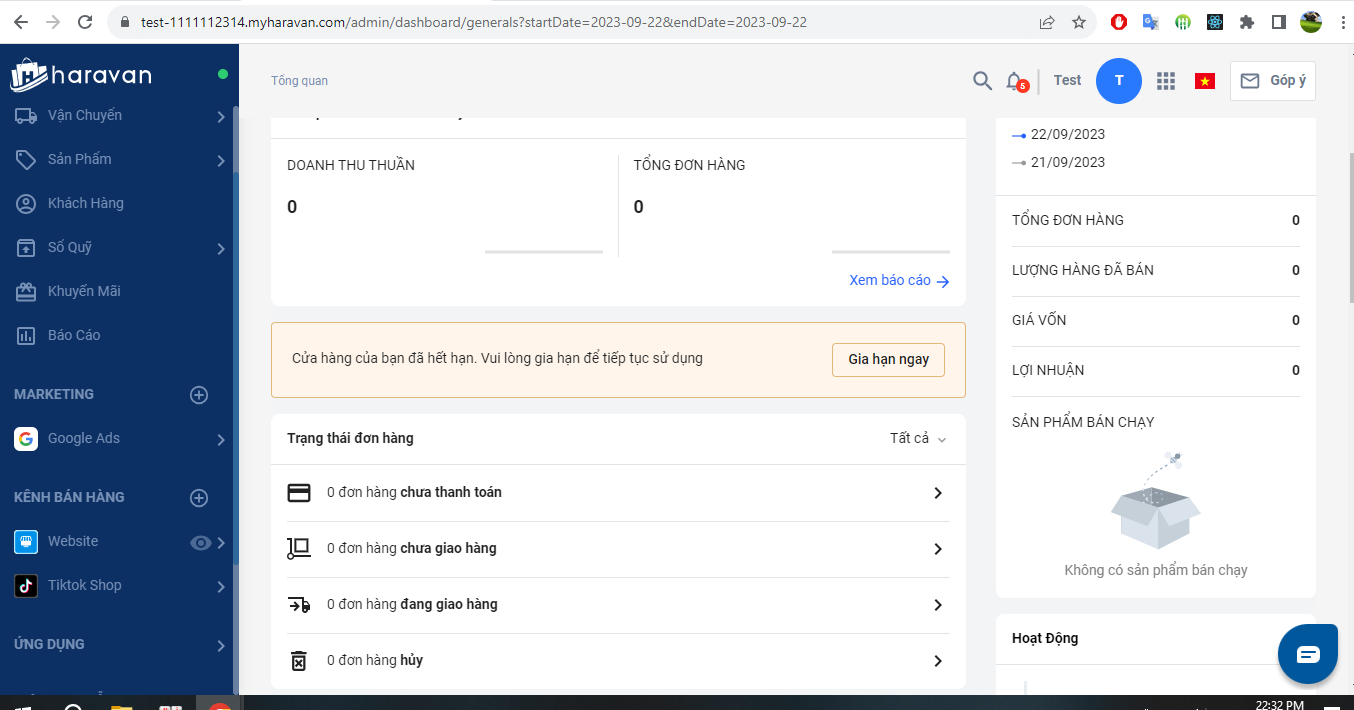 test-1111112314.myharavan.com/admin/dashboard/generals?startDate=2023-09-22&endDate=2023-09-22
haravan
Tổng quan
5
Test
T
Góp ý
Vận Chuyển
Sản Phẩm
Khách Hàng
Sổ Quỹ
Khuyến Mãi
Báo Cáo
MARKETING
Google Ads
KÊNH BÁN HÀNG
Website
Tiktok Shop
ỨNG DỤNG
DOANH THU THUẦN
0
TỔNG ĐƠN HÀNG
0
Xem báo cáo
Cửa hàng của bạn đã hết hạn. Vui lòng gia hạn để tiếp tục sử dụng
Gia hạn ngay
Trạng thái đơn hàng
Tất cả
0 đơn hàng chưa thanh toán
0 đơn hàng chưa giao hàng
0 đơn hàng đang giao hàng
0 đơn hàng hủy
22/09/2023
21/09/2023
TỔNG ĐƠN HÀNG 0
LƯỢNG HÀNG ĐÃ BÁN 0
GIÁ VỐN 0
LỢI NHUẬN 0
SẢN PHẨM BÁN CHẠY
Không có sản phẩm bán chạy
Hoạt Động
22:32 PM